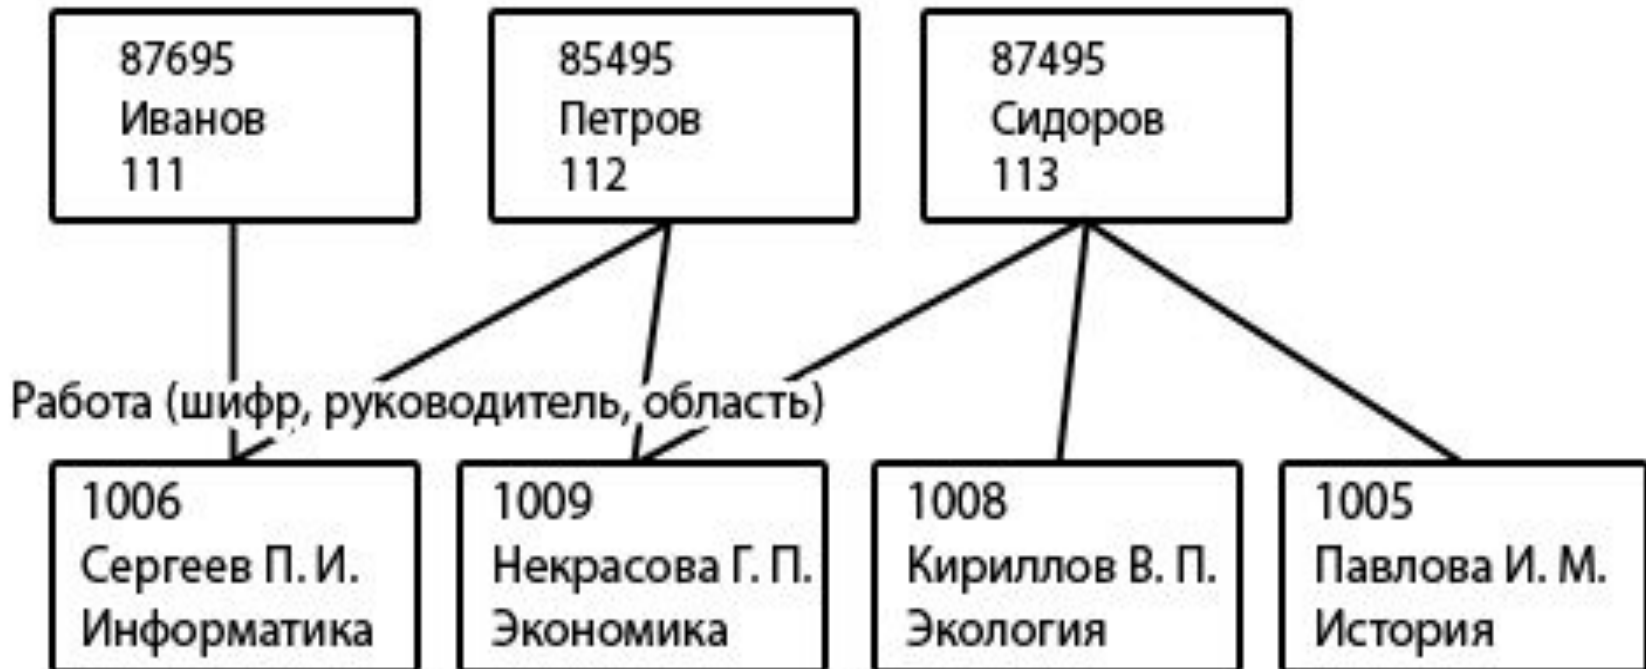 87695
Иванов
111
85495
Петров
112
87495
Сидоров
113
Работа (шифр, руководитель, область)
1006
Сергеев П. И.
Информатика
1009
Некрасова Г. П.
Экономика
1008
Кириллов В. П.
Экология
1005
Павлова И. М.
История